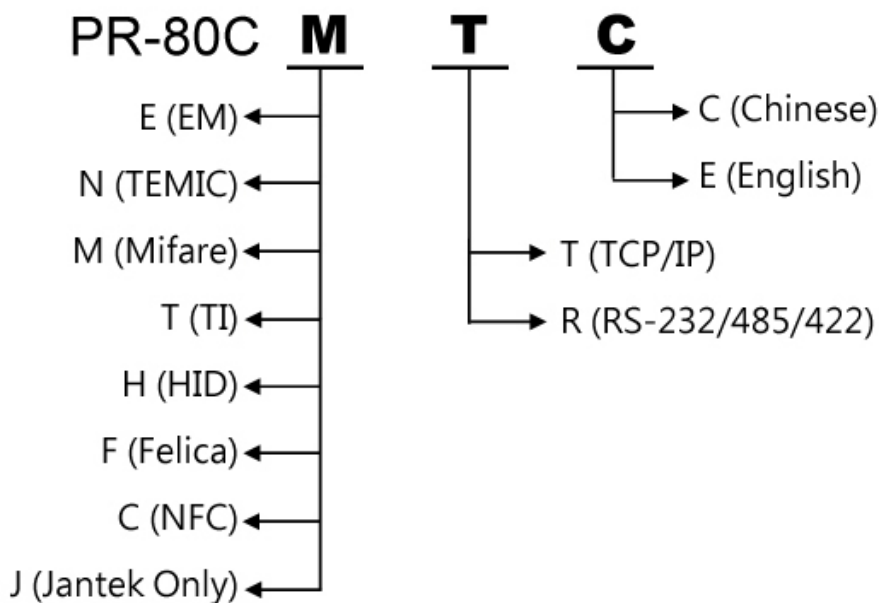 PR-80C M T C
E (EM)
C (Chinese)
N (TEMIC)
E (English)
M (Mifare)
T (TCP/IP)
T (TI)
R (RS-232/485/422)
H (HID)
F (Felica)
C (NFC)
J (Jantek Only)